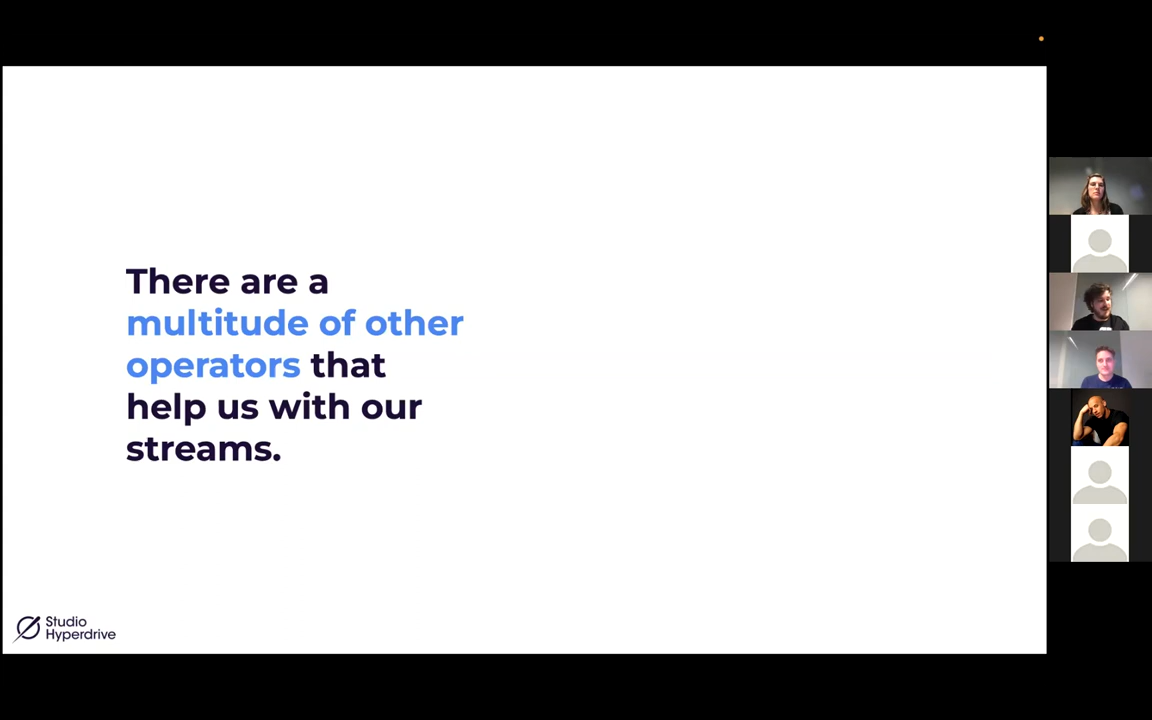 There are a
multitude of other
operators that
help us with our
streams.
Studio
Hyperdrive